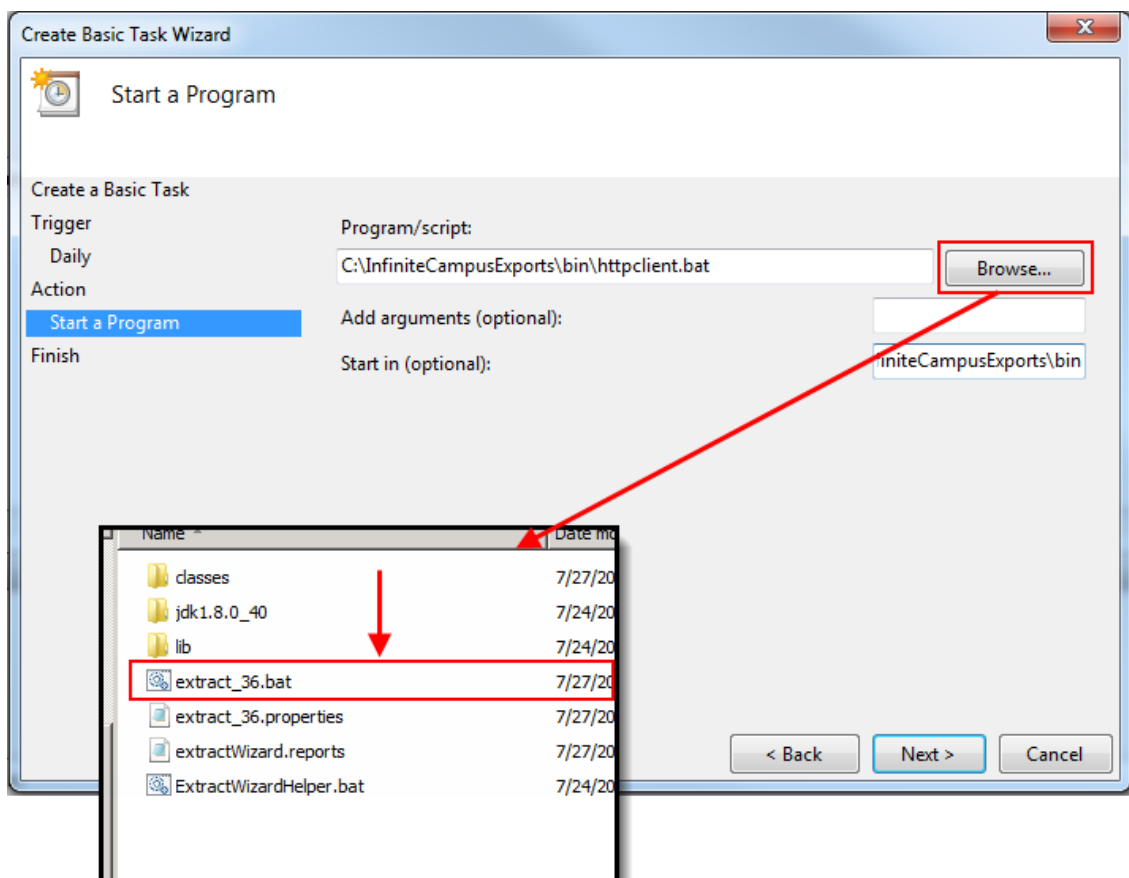 Create Basic Task Wizard
Start a Program
Create a Basic Task
Trigger
Daily
Action
Start a Program
Finish
Program/script:
C:\InfiniteCampusExports\bin\httpclient.bat
Browse...
Add arguments (optional):
Start in (optional):
initeCampusExports\bin
Name
Date mo
classes
7/27/20
jdk1.8.0_40
7/24/20
lib
7/24/20
extract_36.bat
7/27/20
extract_36.properties
7/27/20
extractWizard.reports
7/27/20
ExtractWizardHelper.bat
7/24/20
< Back
Next >
Cancel